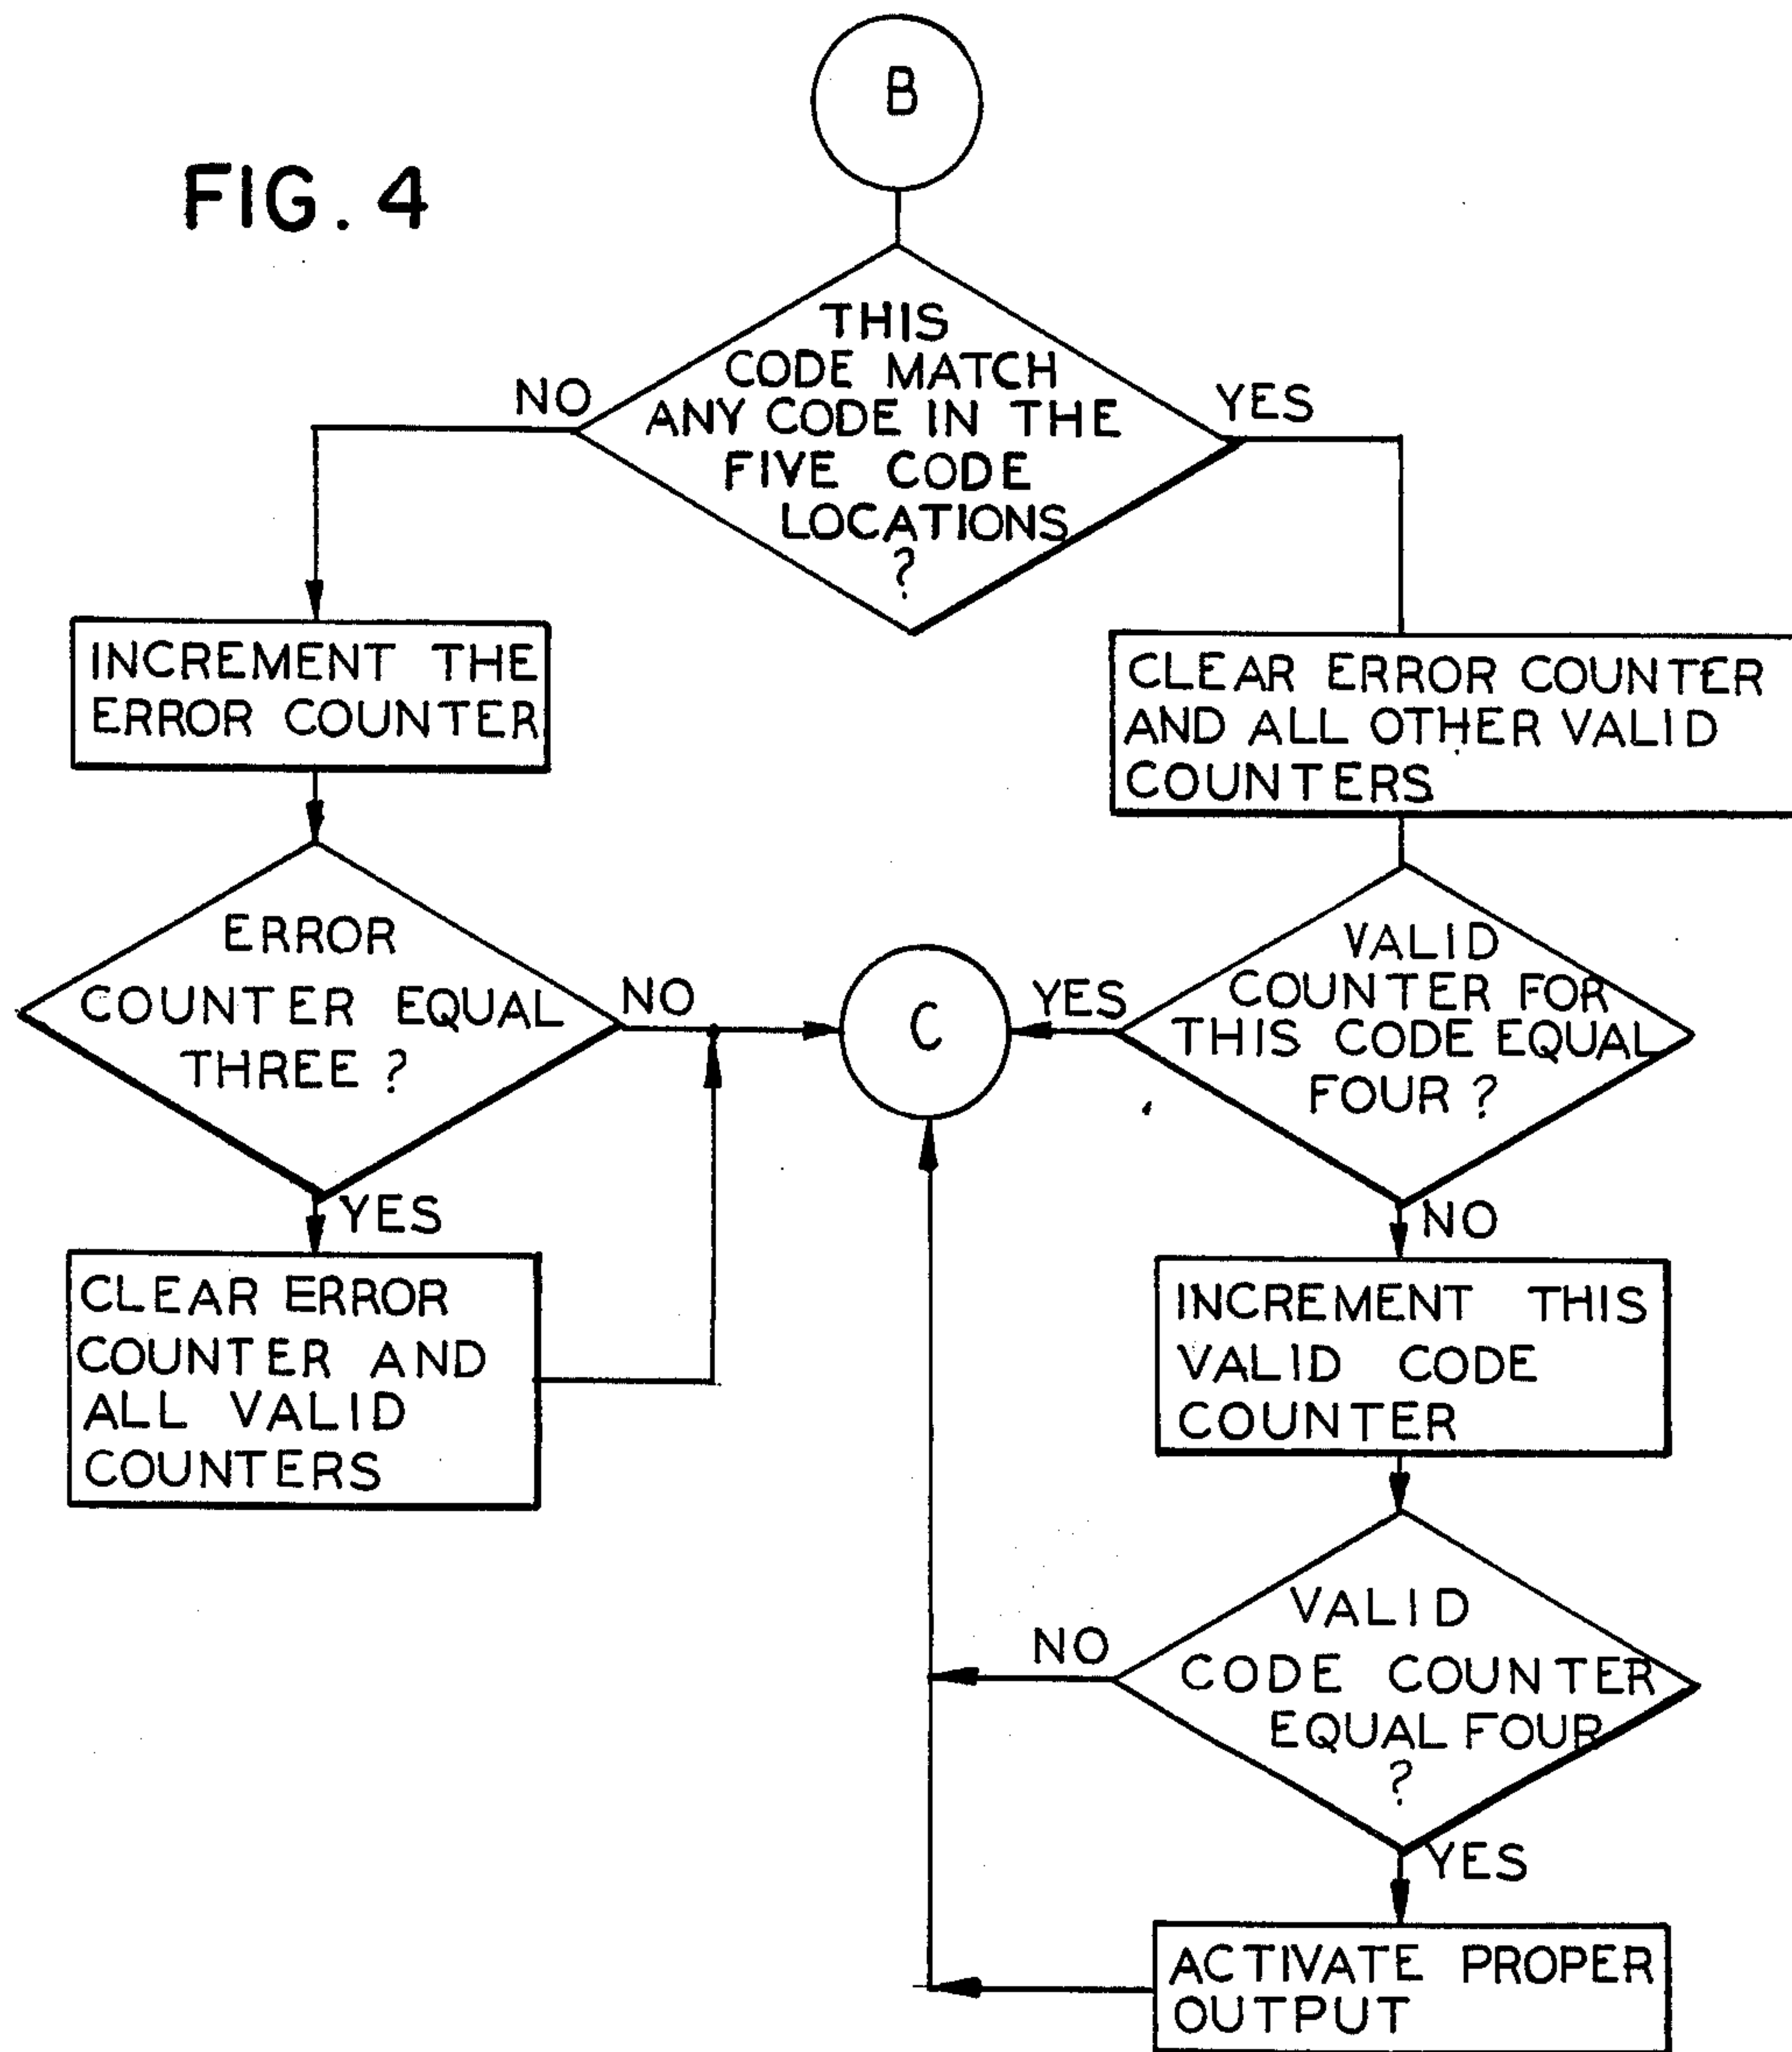 FIG. 4
B
THIS
CODE MATCH
ANY CODE IN THE
FIVE CODE
LOCATIONS
?
NO
YES
INCREMENT THE
ERROR COUNTER
CLEAR ERROR COUNTER
AND ALL OTHER VALID
COUNTERS
ERROR
COUNTER EQUAL
THREE ?
NO
YES
C
YES
VALID
COUNTER FOR
THIS CODE EQUAL
FOUR ?
NO
CLEAR ERROR
COUNTER AND
ALL VALID
COUNTERS
INCREMENT THIS
VALID CODE
COUNTER
VALID
CODE COUNTER
EQUAL FOUR
?
NO
YES
ACTIVATE PROPER
OUTPUT